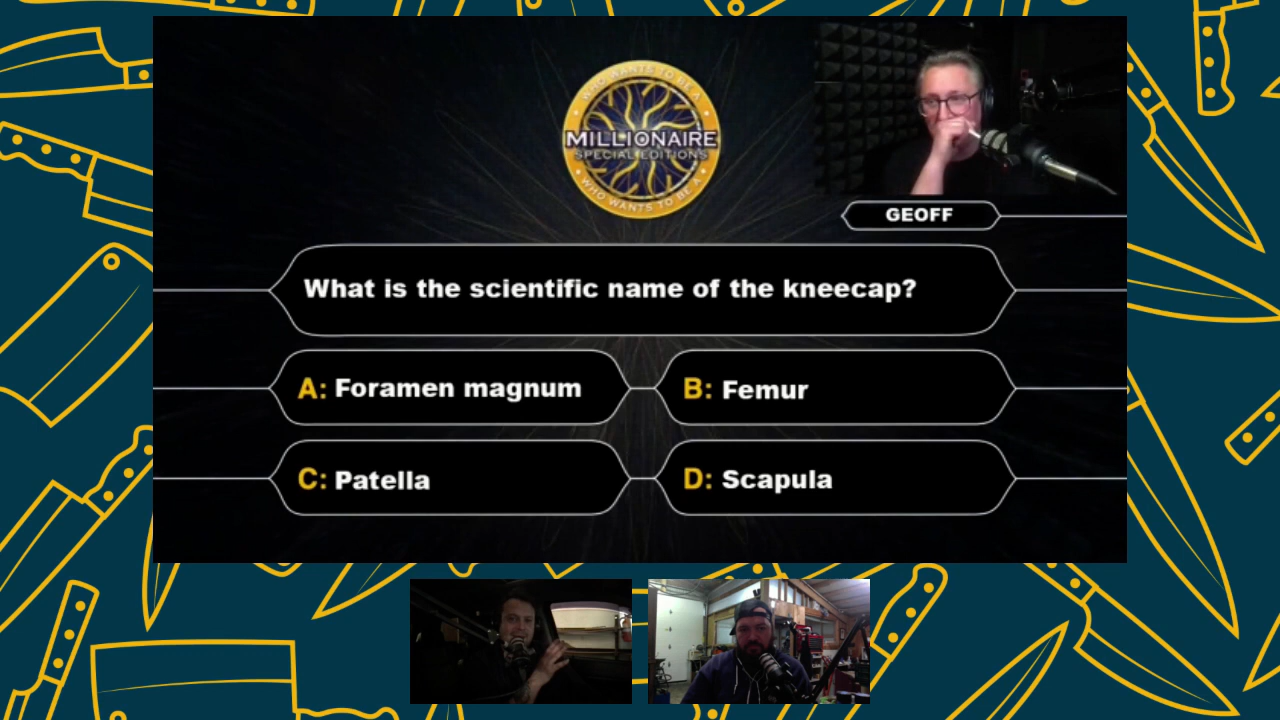 WHO WANTS TO BE A
MILLIONAIRE
SPECIAL EDITIONS
WHO WANTS TO BE A
GEOFF
What is the scientific name of the kneecap?
A: Foramen magnum
B: Femur
C: Patella
D: Scapula